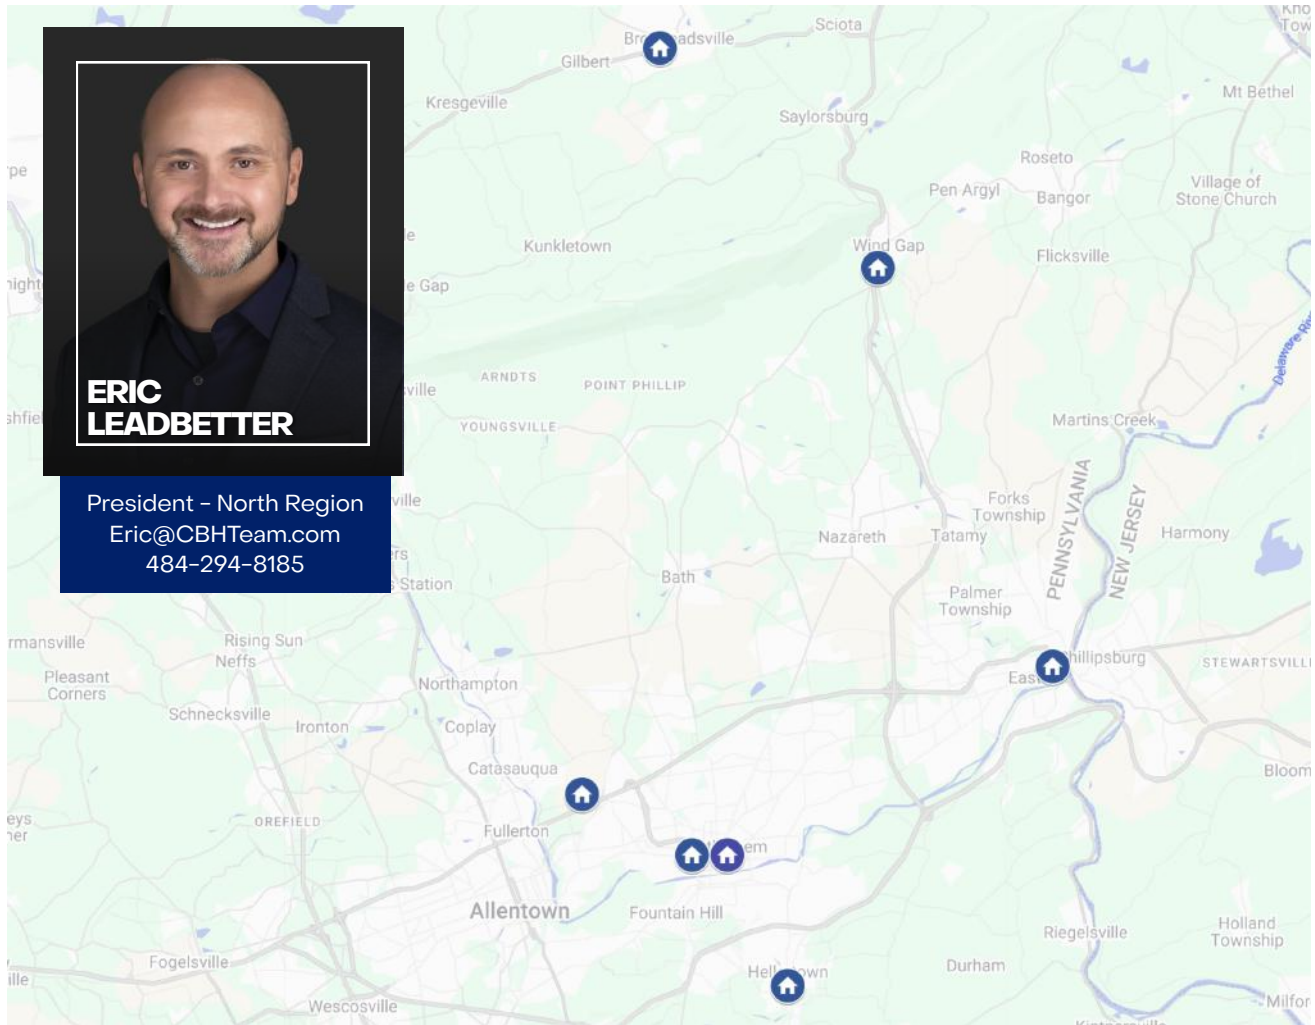 Sciota
Gilbert
Kresgeville
Saylorsburg
Mt Bethel
Roseto
Pen Argyl
Bangor
Village of
Stone Church
Kunkletown
Wind Gap
Flicksville
Gap
ERIC
LEADBETTER
ARNDTS
POINT PHILLIP
YOUNGSVILLE
Martins Creek
President - North Region
Eric@CBHTeam.com
484-294-8185
PENNSYLVANIA
NEW JERSEY
Forks
Township
Harmony
Nazareth
Tatamy
Bath
Station
Palmer
Township
Rising Sun
Neffs
Pleasant
Corners
Northampton
Schnecksville
Ironton
Coplay
Catasauqua
OREFIELD
Fullerton
Allentown
Fountain Hill
Riegelsville
Holland
Township
Fogelsville
Durham
Wescosville